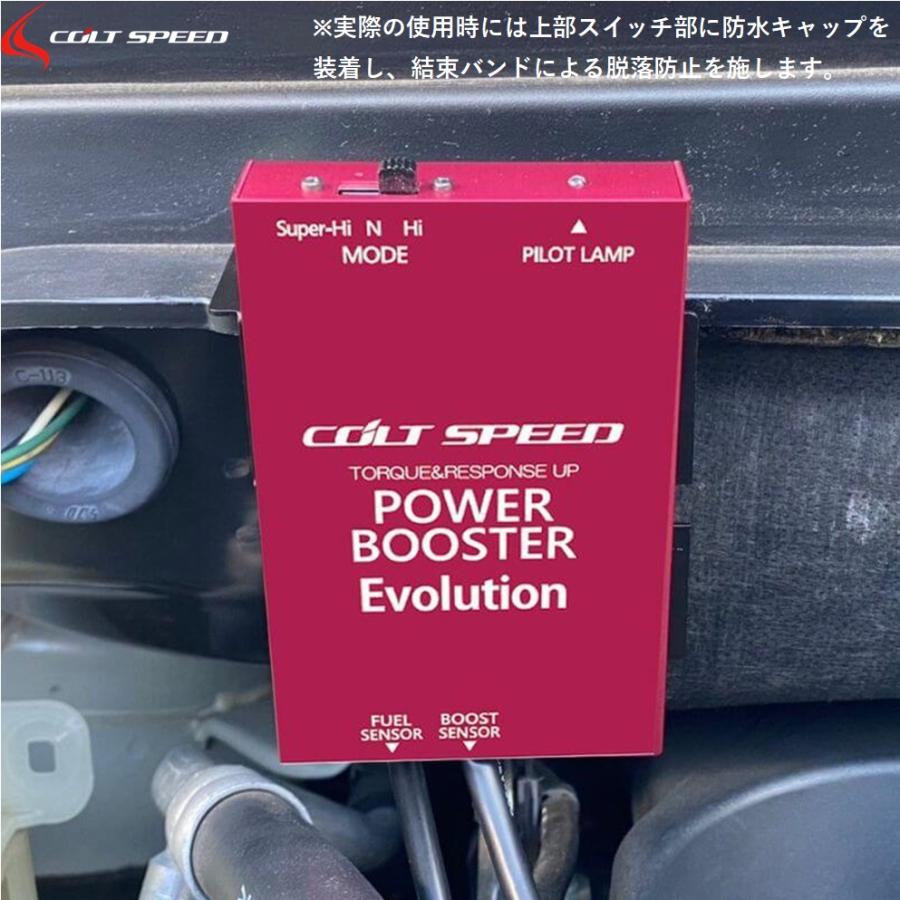 COLT SPEED
※実際の使用時には上部スイッチ部に防水キャップを
装着し、結束バンドによる脱落防止を施します。
Super-Hi N Hi
MODE
▲
PILOT LAMP
C-113
COLT SPEED
TORQUE&RESPONSE UP
POWER
BOOSTER
Evolution
FUEL
SENSOR
▼
BOOST
SENSOR
▼